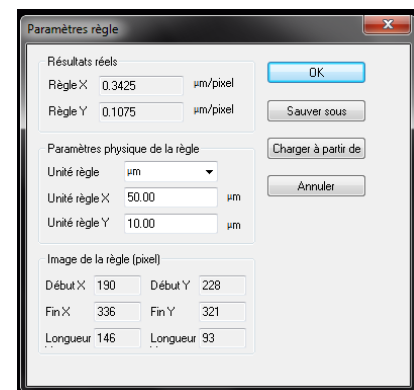 Paramètres règle
Résultats réels
Règle X 0.3425 µm/pixel
Règle Y 0.1075 µm/pixel
OK
Sauver sous
Charger à partir de
Annuler
Paramètres physique de la règle
Unité règle µm
Unité règle X 50.00 µm
Unité règle Y 10.00 µm
Image de la règle (pixel)
Début X 190 Début Y 228
Fin X 336 Fin Y 321
Longueur 146 Longueur 93